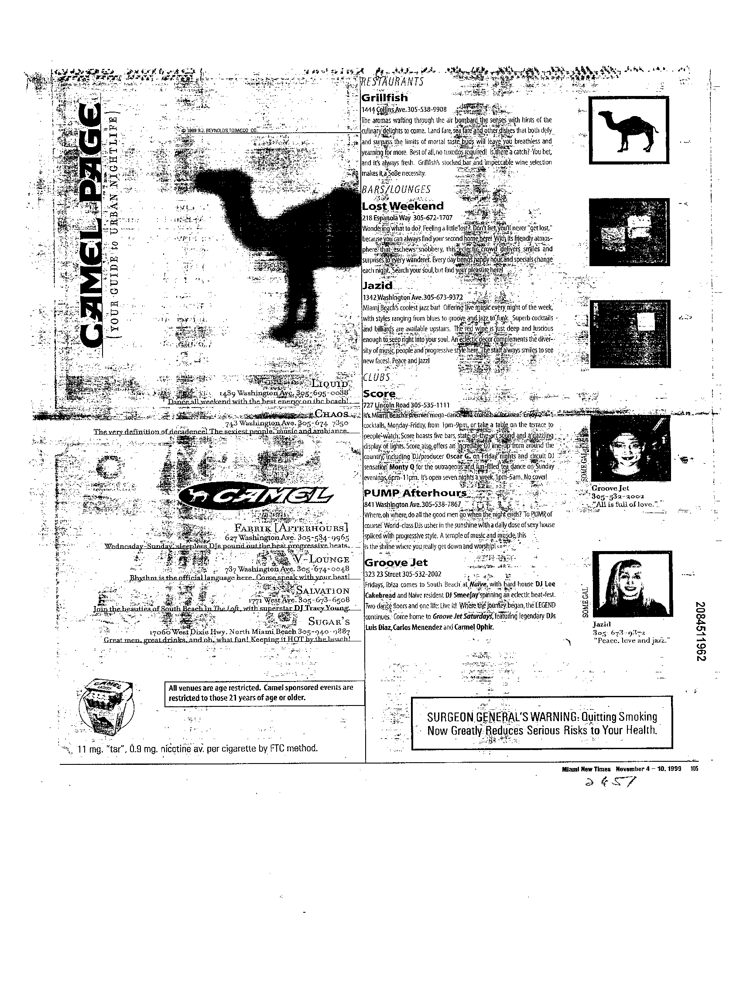 CAMEL PAGE
[YOUR GUIDE to URBAN NIGHTLIFE]
© 1999 R.J. REYNOLDS TOBACCO CO.
LIQUID
1439 Washington Ave. 305-695-0038
Dance all weekend with the best energy on the beach!
CHAOS
743 Washington Ave. 305-674-7350
The very definition of decadence! The sexiest people, music and ambiance.
CAMEL
FABRIK [AFTERHOURS]
627 Washington Ave. 305-534-9965
Wednesday-Sunday, sleepless DJs pound out the best progressive beats.
V-LOUNGE
737 Washington Ave. 305-674-0048
Rhythm is the official language here. Come speak with your beat!
SALVATION
1771 West Ave. 305-673-6508
Join the beauties of South Beach in The Loft, with superstar DJ Tracy Young.
SUGAR'S
17060 West Dixie Hwy. North Miami Beach 305-940-9887
Great men, great drinks, and oh, what fun! Keeping it HOT by the beach!
CAMEL
All venues are age restricted. Camel sponsored events are
restricted to those 21 years of age or older.
11 mg. "tar", 0.9 mg. nicotine av. per cigarette by FTC method.
RESTAURANTS
Grillfish
1444 Collins Ave. 305-538-9908
The aromas wafting through the air bombard the senses with hints of the
culinary delights to come. Land fare, sea fare and other dishes that both defy
and surpass the limits of mortal taste buds will leave you breathless and
yearning for more. Best of all, no tuxedos required! Is there a catch? You bet,
and it's always fresh. Grillfish's stocked bar and impeccable wine selection
makes it a SoBe necessity.
BARS/LOUNGES
Lost Weekend
218 Espanola Way 305-672-1707
Wondering what to do? Feeling a little lost? Don't fret, you'll never "get lost,"
because you can always find your second home here! With its friendly atmos-
phere that eschews snobbery, this eclectic crowd delivers smiles and
surprises to every wanderer. Every day brings happy hour and specials change
each night. Search your soul, but find your pleasure here!
Jazid
1342 Washington Ave. 305-673-9372
Miami Beach's coolest jazz bar! Offering live music every night of the week,
with styles ranging from blues to groove and jazz to funk. Superb cocktails
and billiards are available upstairs. The red wine is just deep and luscious
enough to seep right into your soul. An eclectic decor complements the diver-
sity of music, people and progressive style here. The staff always smiles to see
new faces! Peace and jazz!
CLUBS
Score
727 Lincoln Road 305-535-1111
It's Miami Beach's premier mega-dance
cocktails, Monday-Friday, from 1pm-9pm, or take a table on the terrace to
people-watch. Score boasts five bars, state-of-the-art sound and a dazzling
display of lights. Score also offers an incredible DJ line-up from around the
country, including DJ/producer Oscar G. on Friday nights and circuit DJ
sensation Monty Q for the outrageous and fun-filled tea dance on Sunday
evenings, 6pm-11pm. It's open seven nights a week, 1pm-5am. No cover!
PUMP Afterhours
841 Washington Ave. 305-538-7867
Where, oh where, do all the good men go when the night ends? To PUMP, of
course! World-class DJs usher in the sunshine with a daily dose of sexy house
spliced with progressive style. A temple of music and muscle, this
is the shrine where you really get down and worship!
Groove Jet
323 23 Street 305-532-2002
Fridays, Ibiza comes to South Beach at Naive, with hard house DJ Lee
Cakebread and Naive resident DJ Smeejay spinning an eclectic beat-fest.
Two dance floors and one life: Live it! Where the journey began, the LEGEND
continues. Come home to Groove Jet Saturdays, featuring legendary DJs
Luis Diaz, Carlos Menendez and Carmel Ophir.
SOME GAL
Groove Jet
305-532-2002
"All is full of love."
SOME GAL
Jazid
305-673-9372
"Peace, love and jazz."
SURGEON GENERAL'S WARNING: Quitting Smoking
Now Greatly Reduces Serious Risks to Your Health.
Miami New Times November 4 – 10, 1999 105
2457
2084511962